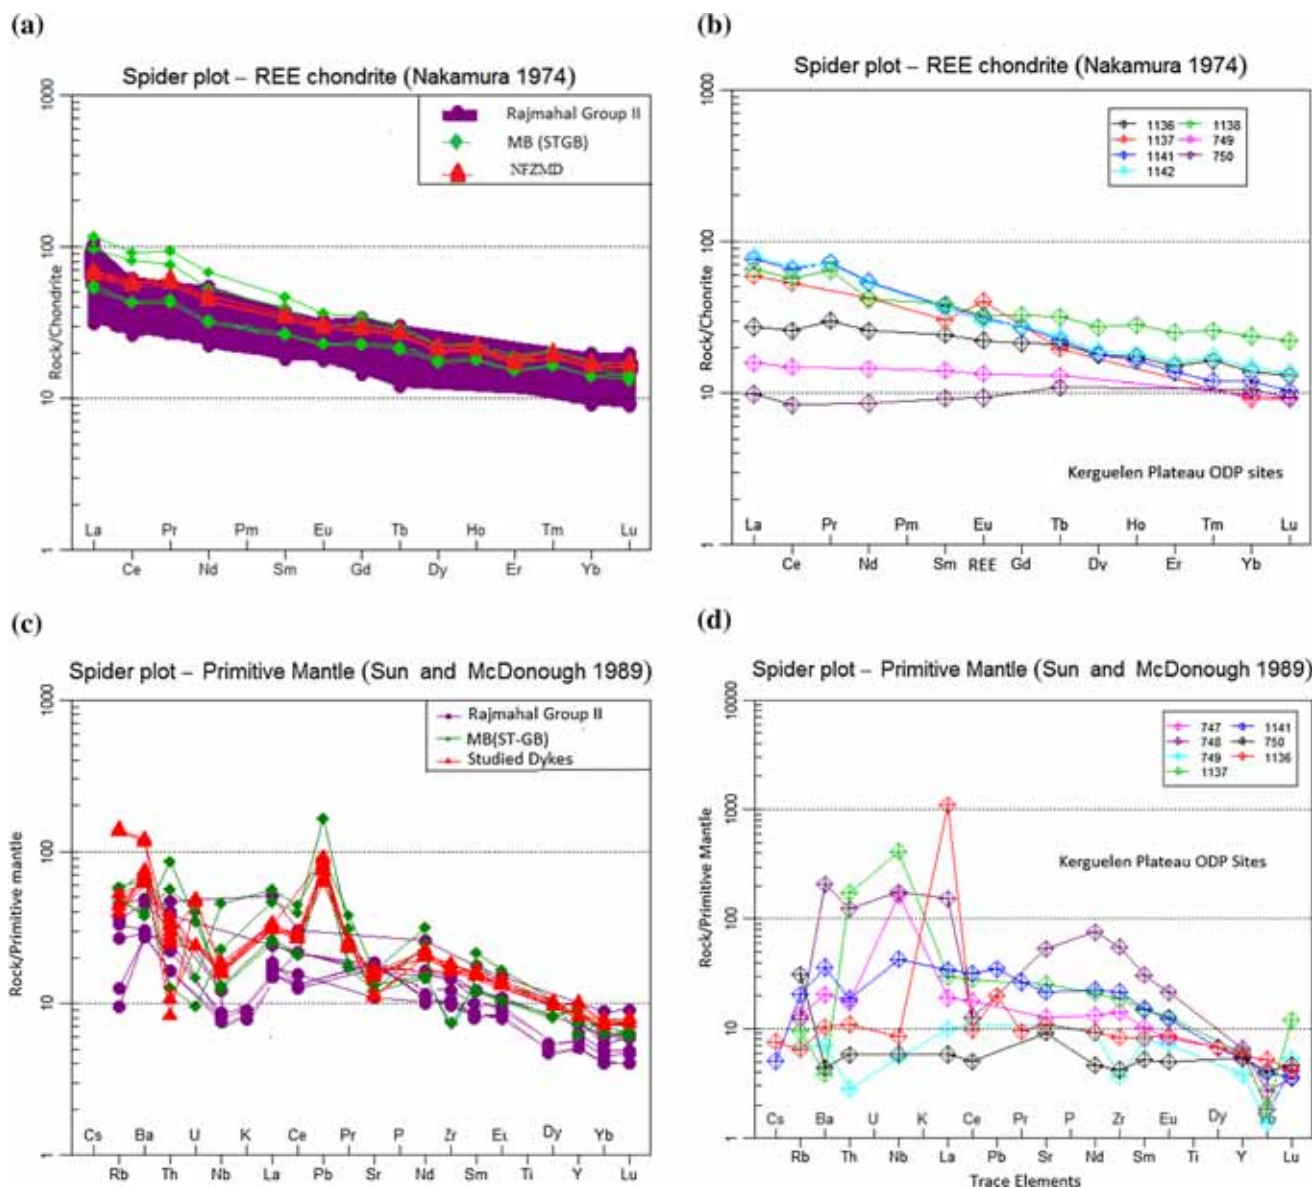 (a)
Spider plot – REE chondrite (Nakamura 1974)
Rajmahal Group II
MB (STGB)
NFZMD
Rock/Chondrite
1000
100
10
1
La Pr Pm Eu Tb Ho Tm Lu
Ce Nd Sm Gd Dy Er Yb
(b)
Spider plot – REE chondrite (Nakamura 1974)
1136 1138
1137 749
1141 750
1142
Rock/Chonrite
1000
100
10
1
Kerguelen Plateau ODP sites
La Pr Pm Eu Tb Ho Tm Lu
Ce Nd Sm REE Gd Dv Er Yb
(c)
Spider plot – Primitive Mantle (Sun and McDonough 1989)
Rajmahal Group II
MB(ST-GB)
Studied Dykes
Rock/Primitive mantle
1000
100
10
1
Cs Ba U K Ce Pr P Zr Eu Dy Yb
Rb Th Nb La Pb Sr Nd Sm Ti Y Lu
(d)
Spider plot – Primitive Mantle (Sun and McDonough 1989)
747 1141
748 750
749 1136
1137
Rock/Primitive Mantle
10000
1000
100
10
1
Kerguelen Plateau ODP Sites
Cs Ba U K Ce Pr P Zr Eu Dy
Rb Th Nb La Pb Sr Nd Sm Ti Y Lu
Trace Elements